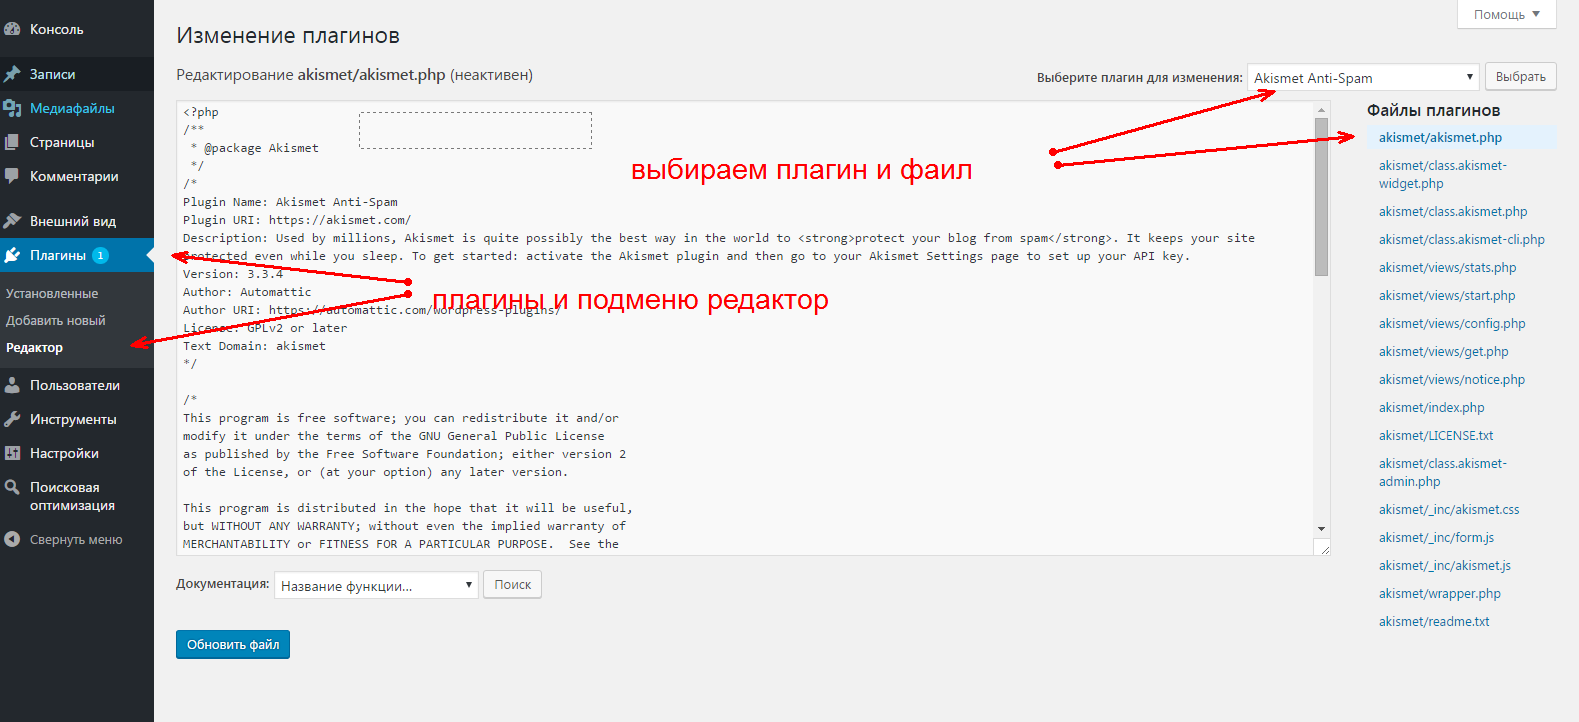 Консоль
Записи
Медиафайлы
Страницы
Комментарии
Внешний вид
Плагины 1
Установленные
Добавить новый
Редактор
Пользователи
Инструменты
Настройки
Поисковая
оптимизация
Свернуть меню
Помощь
Изменение плагинов
Редактирование akismet/akismet.php (неактивен)
Выберите плагин для изменения: Akismet Anti-Spam Выбрать
<?php
/**
 * @package Akismet
 */
/*
Plugin Name: Akismet Anti-Spam
Plugin URI: https://akismet.com/
Description: Used by millions, Akismet is quite possibly the best way in the world to <strong>protect your blog from spam</strong>. It keeps your site
protected even while you sleep. To get started: activate the Akismet plugin and then go to your Akismet Settings page to set up your API key.
Version: 3.3.4
Author: Automattic
Author URI: https://automattic.com/wordpress-plugins/
License: GPLv2 or later
Text Domain: akismet
*/
/*
This program is free software; you can redistribute it and/or
modify it under the terms of the GNU General Public License
as published by the Free Software Foundation; either version 2
of the License, or (at your option) any later version.
This program is distributed in the hope that it will be useful,
but WITHOUT ANY WARRANTY; without even the implied warranty of
MERCHANTABILITY or FITNESS FOR A PARTICULAR PURPOSE.  See the
выбираем плагин и фаил
плагины и подменю редактор
Документация: Название функции... Поиск
Обновить файл
Файлы плагинов
akismet/akismet.php
akismet/class.akismet-
widget.php
akismet/class.akismet.php
akismet/class.akismet-cli.php
akismet/views/stats.php
akismet/views/start.php
akismet/views/config.php
akismet/views/get.php
akismet/views/notice.php
akismet/index.php
akismet/LICENSE.txt
akismet/class.akismet-
admin.php
akismet/_inc/akismet.css
akismet/_inc/form.js
akismet/_inc/akismet.js
akismet/wrapper.php
akismet/readme.txt